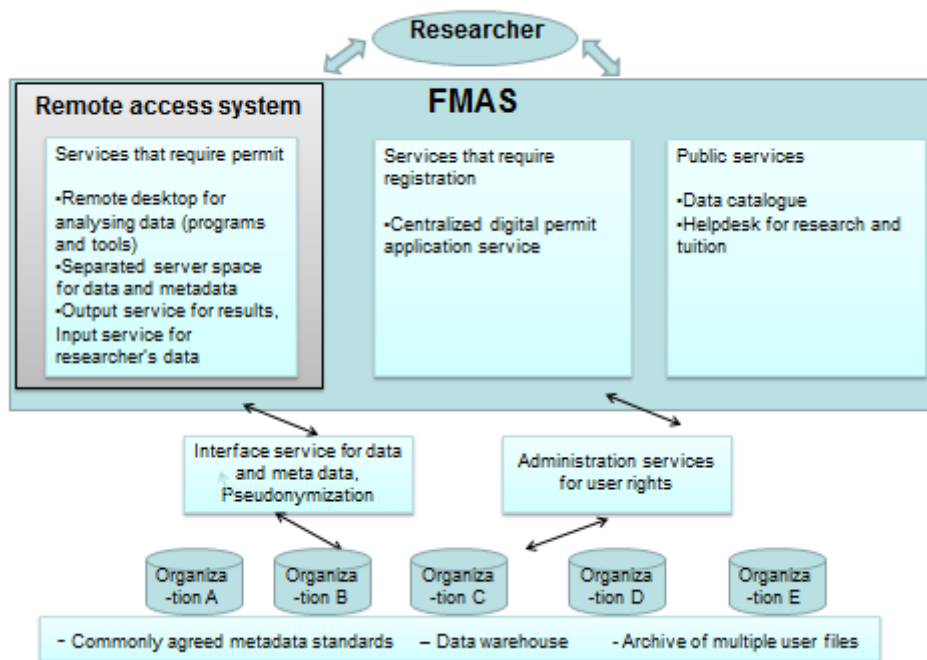 Researcher
Remote access system
FMAS
Services that require permit
•Remote desktop for
analysing data (programs
and tools)
•Separated server space
for data and metadata
•Output service for results,
Input service for
researcher's data
Services that require
registration
•Centralized digital permit
application service
Public services
•Data catalogue
•Helpdesk for research and
tuition
Interface service for data
and meta data,
Pseudonymization
Administration services
for user rights
Organiza
-tion A
Organiza
-tion B
Organiza
-tion C
Organiza
-tion D
Organiza
-tion E
– Commonly agreed metadata standards – Data warehouse - Archive of multiple user files